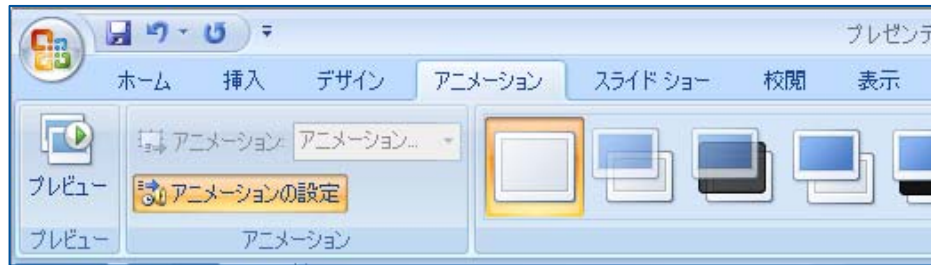 プレゼンテ
ホーム 挿入 デザイン アニメーション スライド ショー 校閲 表示
アニメーション: アニメーション...
プレビュー
アニメーションの設定
プレビュー アニメーション